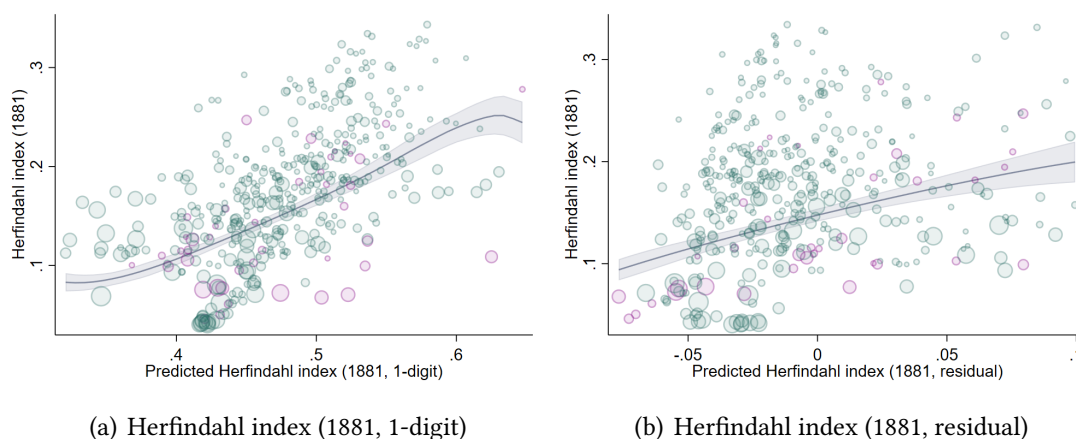 Herfindahl index (1881)
.3
.2
.1
.4
.5
.6
Predicted Herfindahl index (1881, 1-digit)
(a) Herfindahl index (1881, 1-digit)
Herfindahl index (1881)
.3
.2
.1
-.05
0
.05
.1
Predicted Herfindahl index (1881, residual)
(b) Herfindahl index (1881, residual)